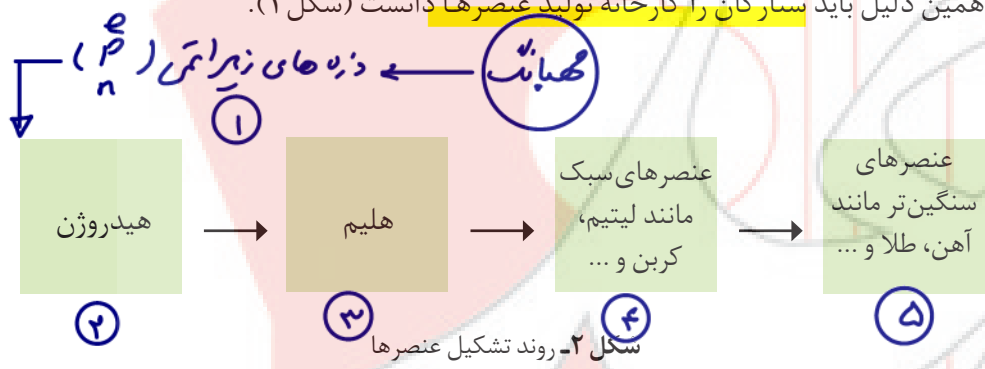 همین دلیل باید ستارگان را کارخانه تولید عنصرها دانست (شکل ۱).
مهبانگ ← ذره های زیراتمی (e p n)
۱
هیدروژن → هلیم → عنصرهای سبک مانند لیتیم، کربن و ... → عنصرهای سنگین‌تر مانند آهن، طلا و ...
۲ ۳ ۴ ۵
شکل ۲ـ روند تشکیل عنصرها